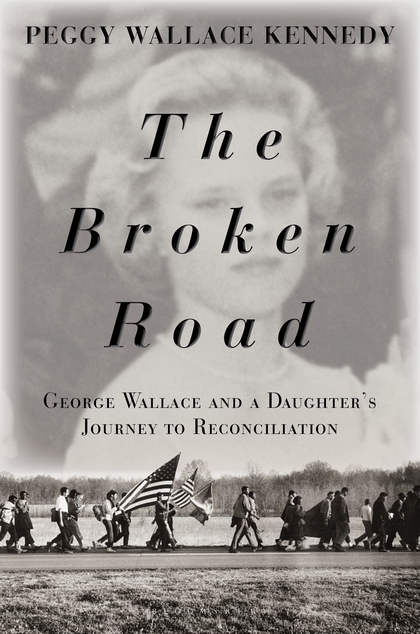 PEGGY WALLACE KENNEDY
The
Broken
Road
GEORGE WALLACE AND A DAUGHTER'S
JOURNEY TO RECONCILIATION